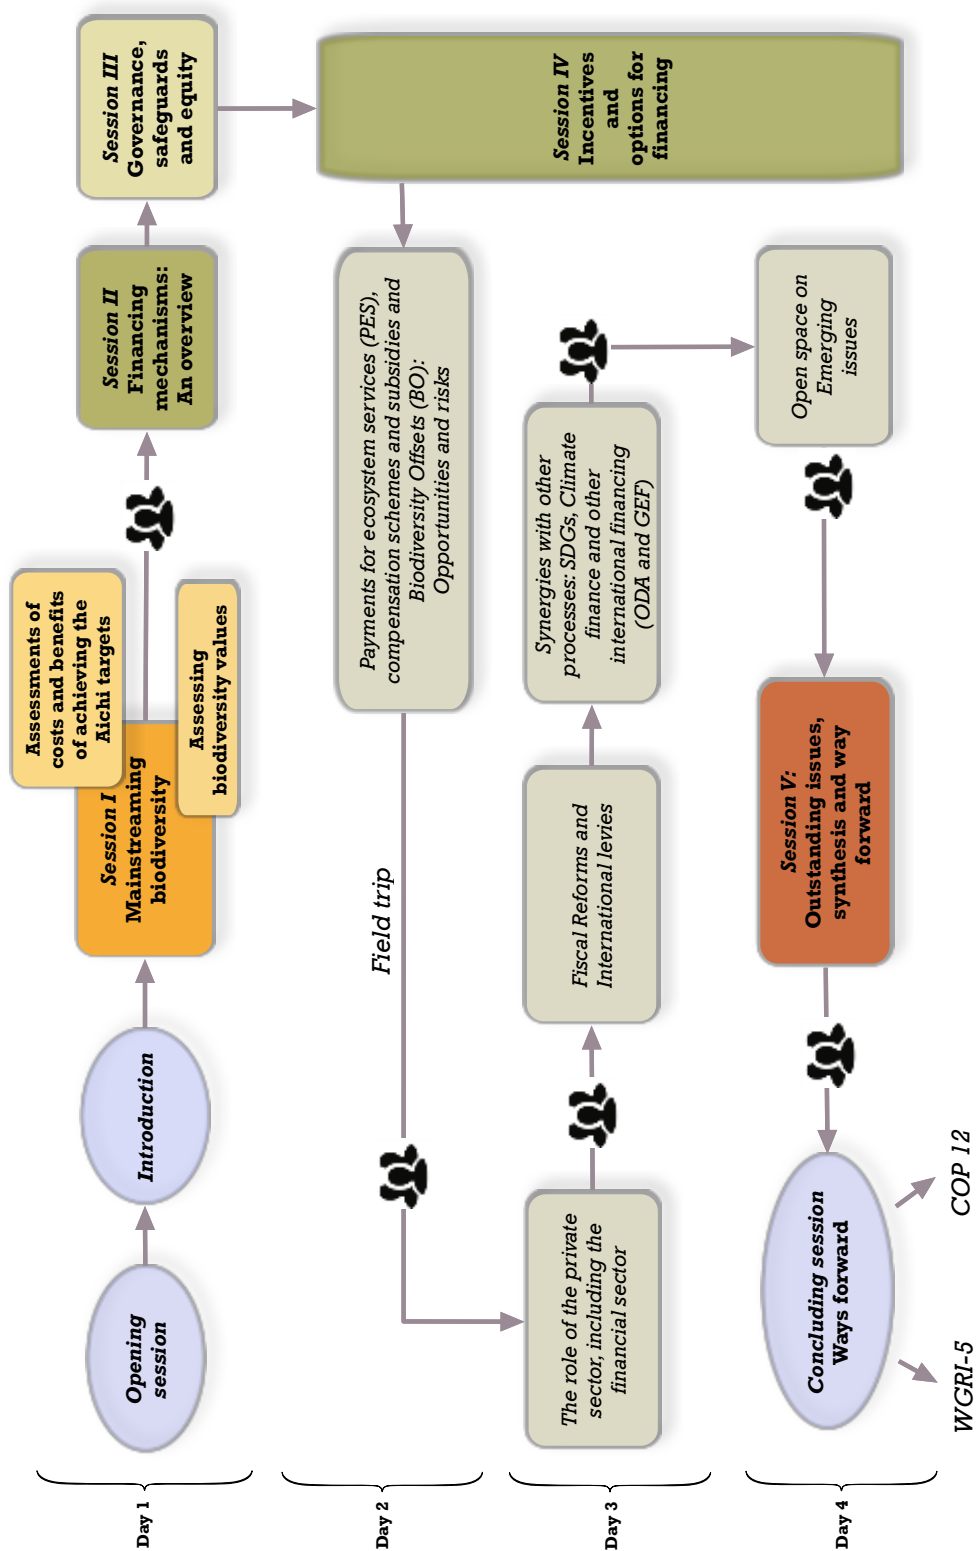 Day 1
Opening
session
Introduction
Session I
Mainstreaming
biodiversity
Assessments of
costs and benefits
of achieving the
Aichi targets
Assessing
biodiversity values
Session II
Financing
mechanisms:
An overview
Session III
Governance,
safeguards
and equity
Session IV
Incentives
and
options for
financing
Day 2
Field trip
Payments for ecosystem services (PES),
compensation schemes and subsidies and
Biodiversity Offsets (BO):
Opportunities and risks
Day 3
The role of the private
sector, including the
financial sector
Fiscal Reforms and
International levies
Synergies with other
processes: SDGs, Climate
finance and other
international financing
(ODA and GEF)
Day 4
Concluding session
Ways forward
Session V:
Outstanding issues,
synthesis and way
forward
Open space on
Emerging
issues
WGRI-5
COP 12